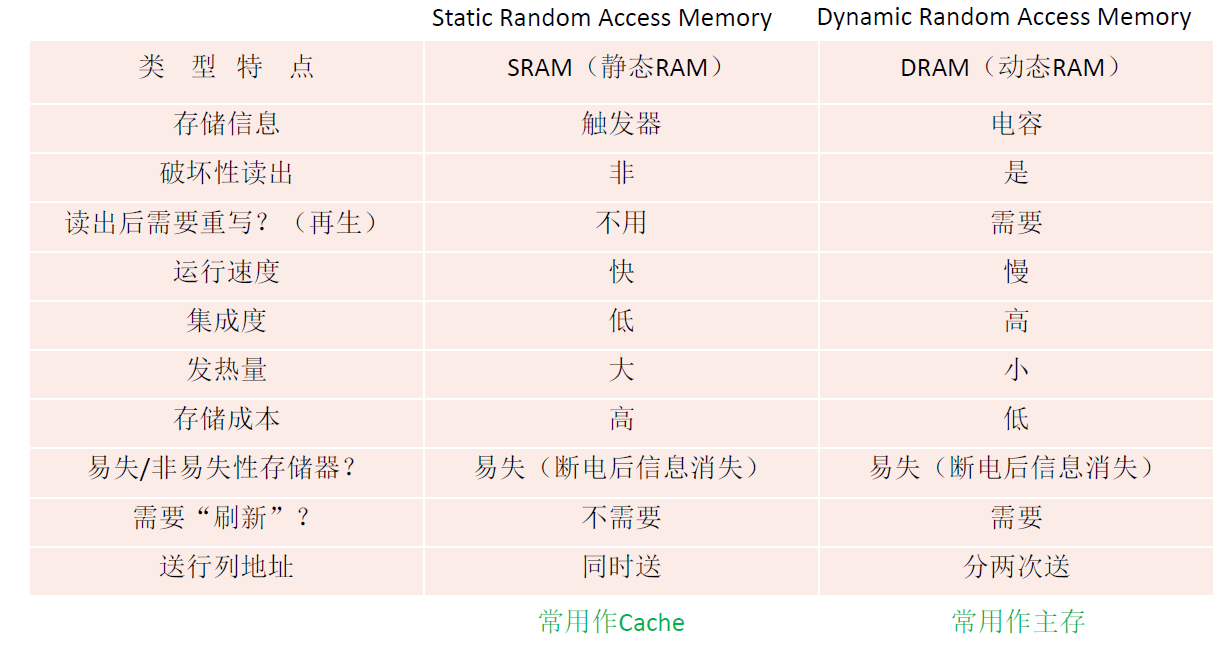 Static Random Access Memory Dynamic Random Access Memory
类 型 特 点 SRAM（静态RAM） DRAM（动态RAM）
存储信息 触发器 电容
破坏性读出 非 是
读出后需要重写？（再生） 不用 需要
运行速度 快 慢
集成度 低 高
发热量 大 小
存储成本 高 低
易失/非易失性存储器？ 易失（断电后信息消失） 易失（断电后信息消失）
需要“刷新”？ 不需要 需要
送行列地址 同时送 分两次送
常用作Cache 常用作主存